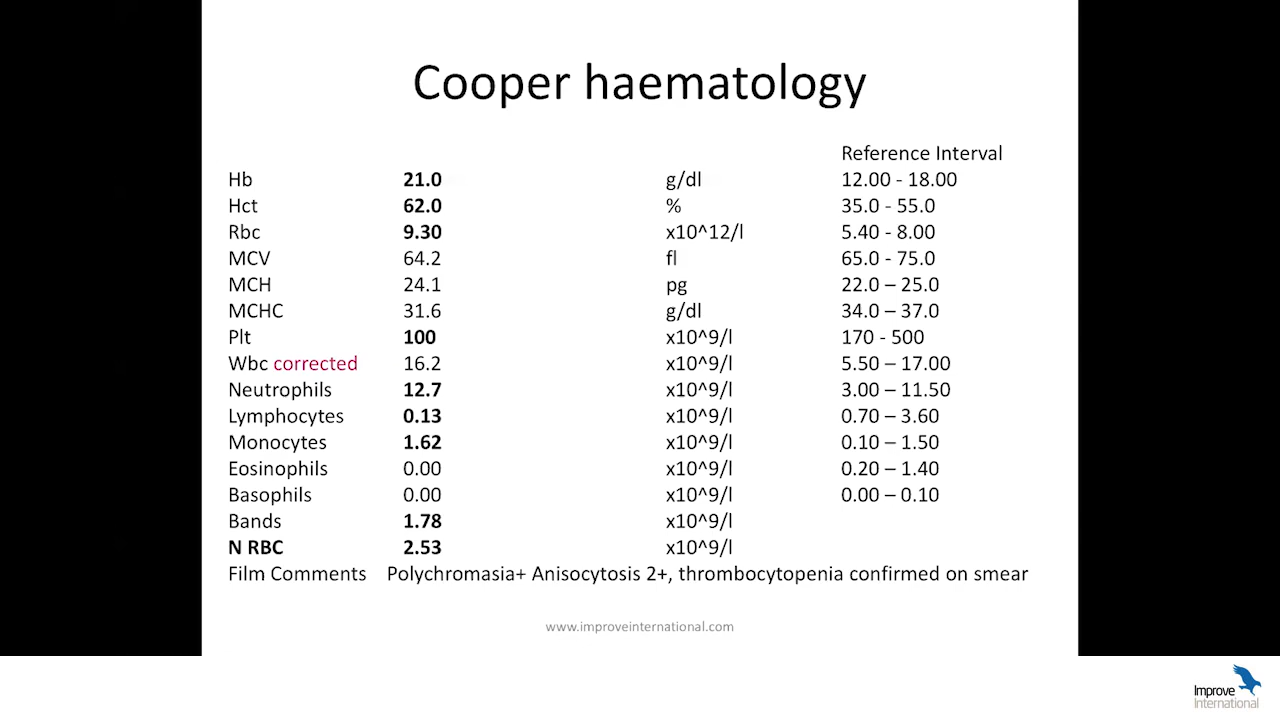 Cooper haematology
Reference Interval
Hb 21.0 g/dl 12.00 - 18.00
Hct 62.0 % 35.0 - 55.0
Rbc 9.30 x10^12/l 5.40 - 8.00
MCV 64.2 fl 65.0 - 75.0
MCH 24.1 pg 22.0 – 25.0
MCHC 31.6 g/dl 34.0 – 37.0
Plt 100 x10^9/l 170 - 500
Wbc corrected 16.2 x10^9/l 5.50 – 17.00
Neutrophils 12.7 x10^9/l 3.00 – 11.50
Lymphocytes 0.13 x10^9/l 0.70 – 3.60
Monocytes 1.62 x10^9/l 0.10 – 1.50
Eosinophils 0.00 x10^9/l 0.20 – 1.40
Basophils 0.00 x10^9/l 0.00 – 0.10
Bands 1.78 x10^9/l
N RBC 2.53 x10^9/l
Film Comments Polychromasia+ Anisocytosis 2+, thrombocytopenia confirmed on smear
www.improveinternational.com
Improve
International